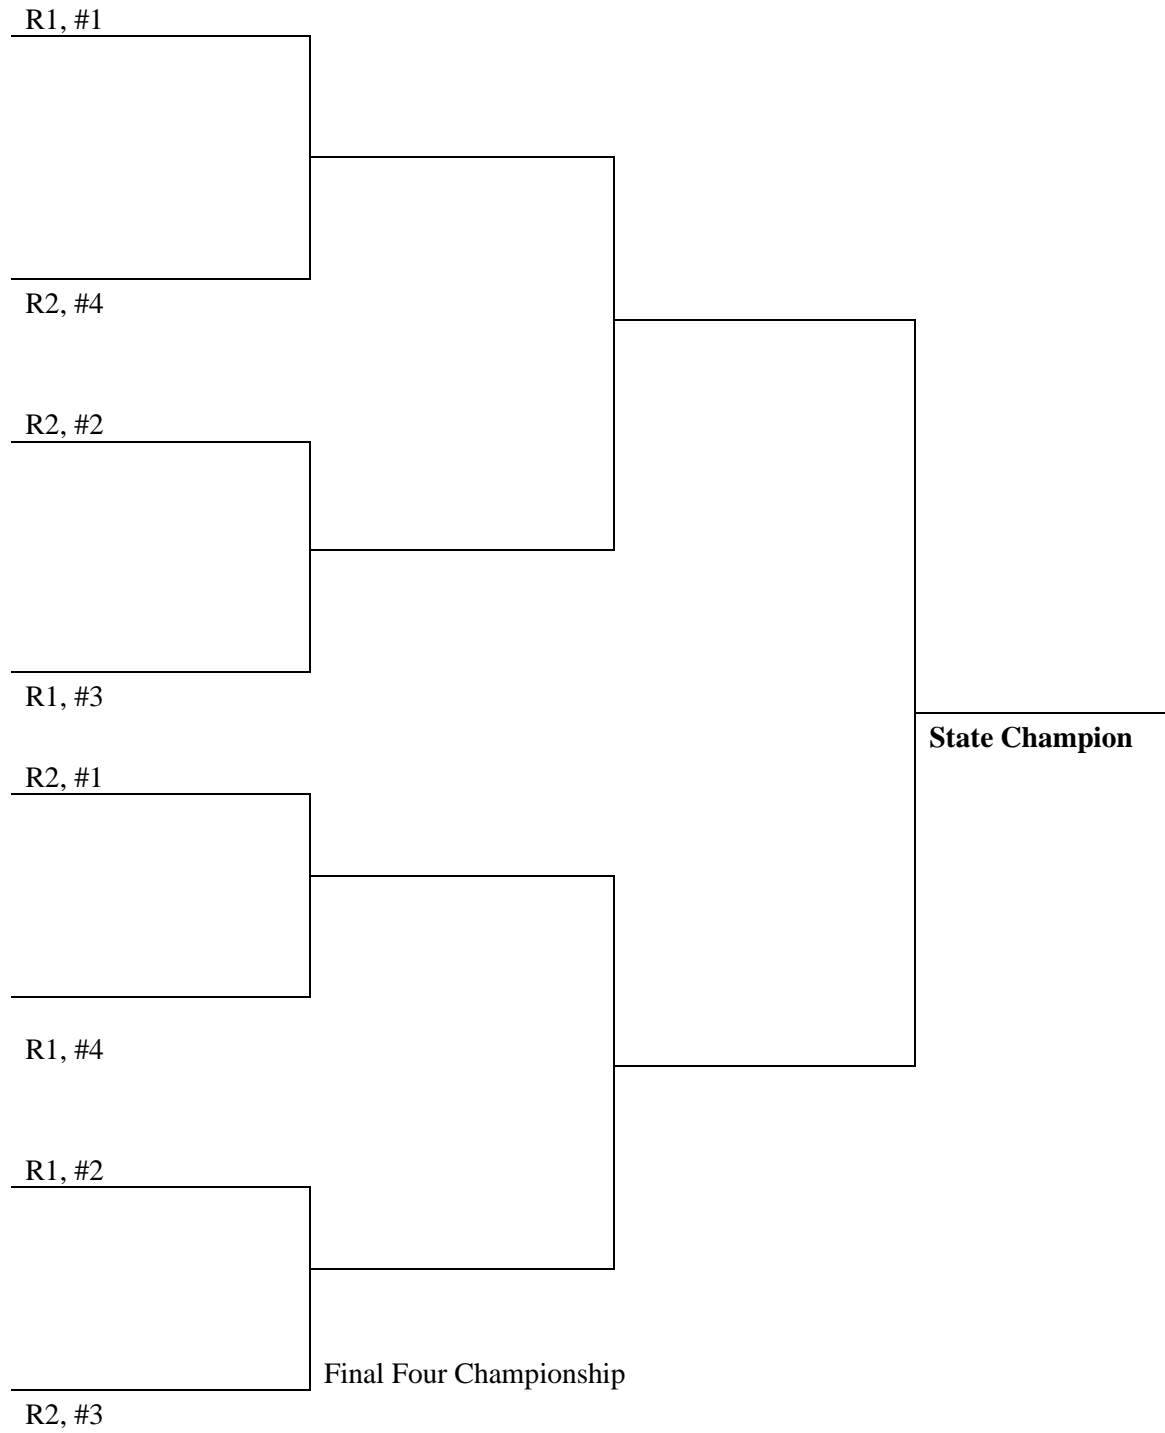 R1, #1
R2, #4
R2, #2
R1, #3
State Champion
R2, #1
R1, #4
R1, #2
Final Four Championship
R2, #3